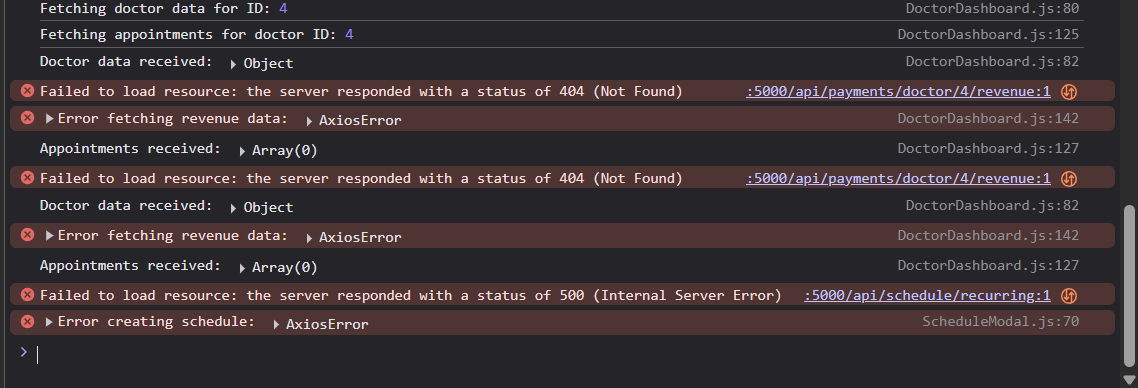 Fetching doctor data for ID: 4 DoctorDashboard.js:80
Fetching appointments for doctor ID: 4 DoctorDashboard.js:125
Doctor data received: ▶ Object DoctorDashboard.js:82
Failed to load resource: the server responded with a status of 404 (Not Found) :5000/api/payments/doctor/4/revenue:1
▶ Error fetching revenue data: ▶ AxiosError DoctorDashboard.js:142
Appointments received: ▶ Array(0) DoctorDashboard.js:127
Failed to load resource: the server responded with a status of 404 (Not Found) :5000/api/payments/doctor/4/revenue:1
Doctor data received: ▶ Object DoctorDashboard.js:82
▶ Error fetching revenue data: ▶ AxiosError DoctorDashboard.js:142
Appointments received: ▶ Array(0) DoctorDashboard.js:127
Failed to load resource: the server responded with a status of 500 (Internal Server Error) :5000/api/schedule/recurring:1
▶ Error creating schedule: ▶ AxiosError ScheduleModal.js:70
>